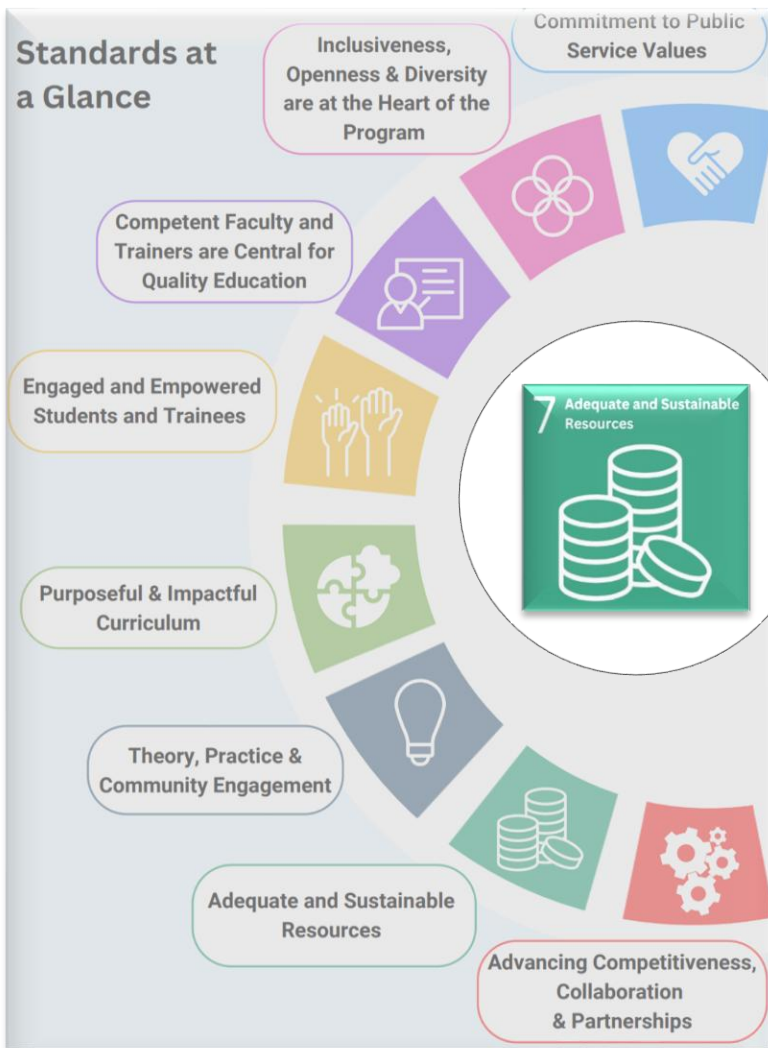 Standards at
a Glance
Commitment to Public
Service Values
Inclusiveness,
Openness & Diversity
are at the Heart of the
Program
Competent Faculty and
Trainers are Central for
Quality Education
Engaged and Empowered
Students and Trainees
Purposeful & Impactful
Curriculum
Theory, Practice &
Community Engagement
Adequate and Sustainable
Resources
Advancing Competitiveness,
Collaboration
& Partnerships
7 Adequate and Sustainable
Resources